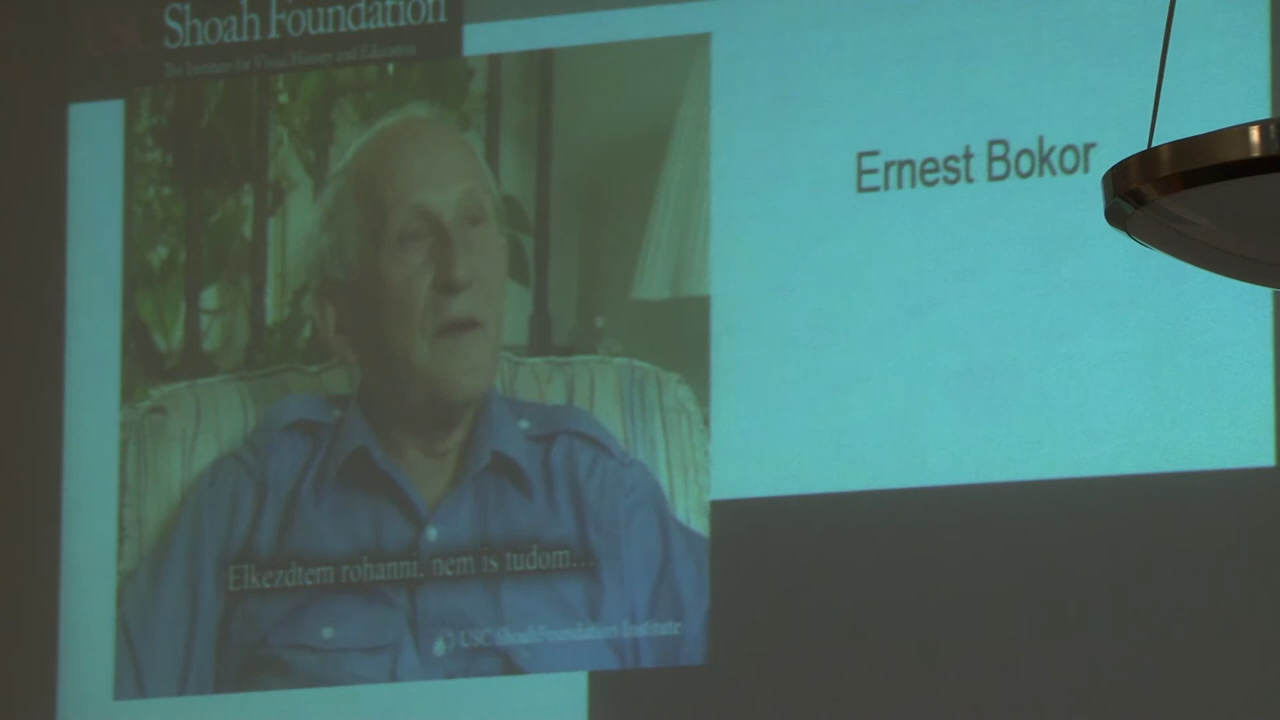 USC Shoah Foundation
The Institute for Visual History and Education
Ernest Bokor
Elkezdtem rohanni, nem is tudom...
USC Shoah Foundation Institute